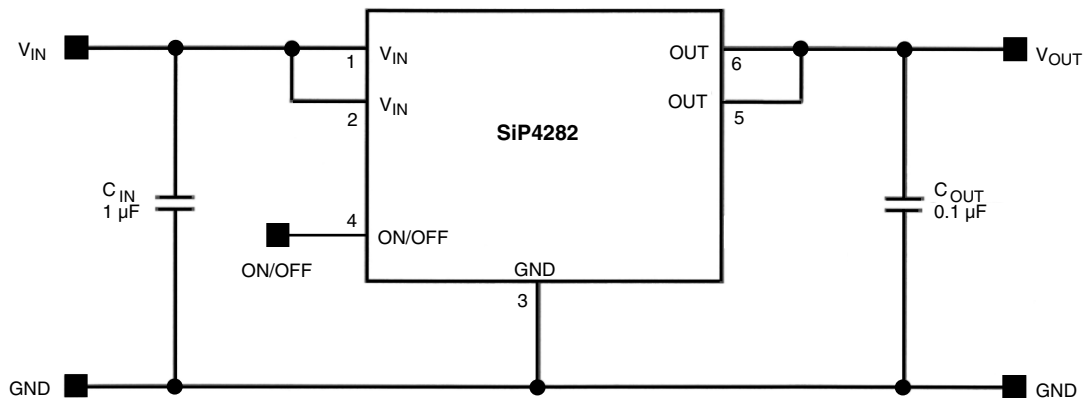 VIN
1
VIN
OUT
6
VOUT
VIN
2
OUT
5
SiP4282
CIN
1 µF
COUT
0.1 µF
4
ON/OFF
ON/OFF
GND
3
GND
GND